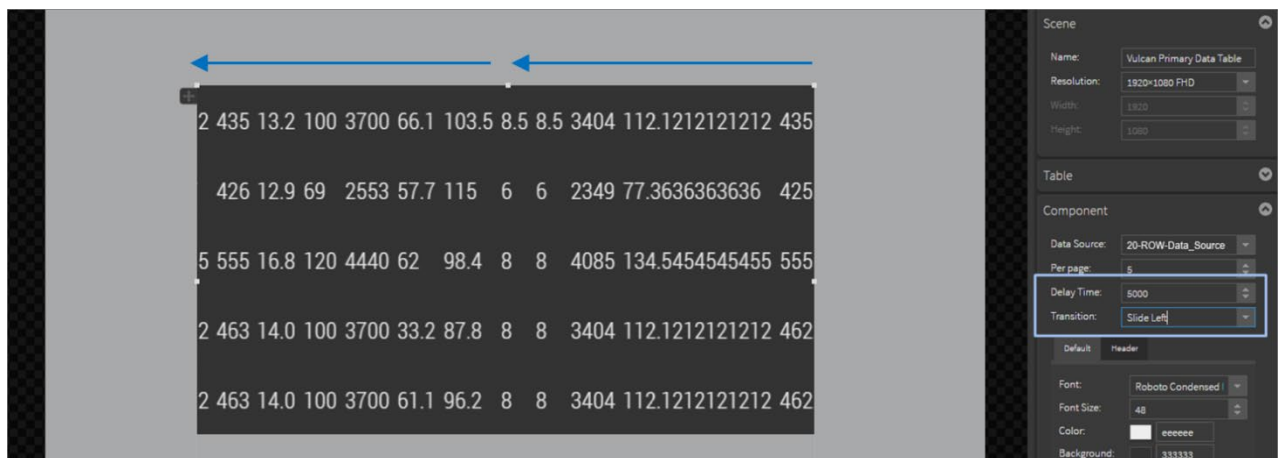 2 435 13.2 100 3700 66.1 103.5 8.5 8.5 3404 112.1212121212 435
426 12.9 69 2553 57.7 115 6 6 2349 77.3636363636 425
5 555 16.8 120 4440 62 98.4 8 8 4085 134.5454545455 555
2 463 14.0 100 3700 33.2 87.8 8 8 3404 112.1212121212 462
2 463 14.0 100 3700 61.1 96.2 8 8 3404 112.1212121212 462
Scene
Name: Vulcan Primary Data Table
Resolution: 1920×1080 FHD
Width: 1920
Height: 1080
Table
Component
Data Source: 20-ROW-Data_Source
Per page: 5
Delay Time: 5000
Transition: Slide Left
Default Header
Font: Roboto Condensed
Font Size: 48
Color: eeeeee
Background: 333333